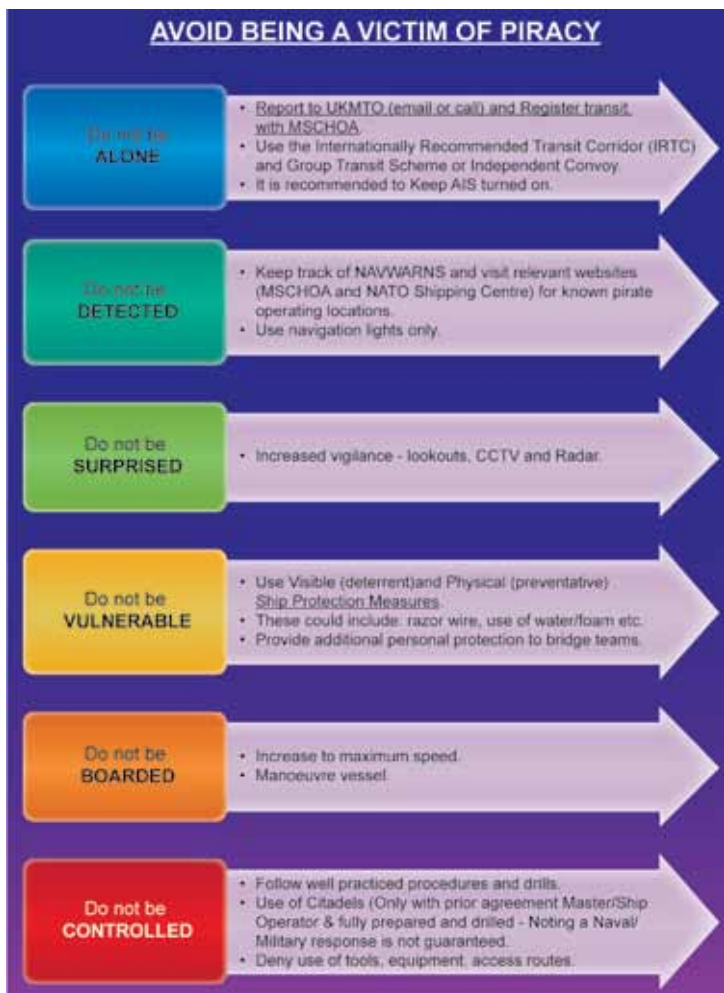 AVOID BEING A VICTIM OF PIRACY
Do not be
ALONE
• Report to UKMTO (email or call) and Register transit
with MSCHOA.
• Use the Internationally Recommended Transit Corridor (IRTC)
and Group Transit Scheme or Independent Convoy.
• It is recommended to Keep AIS turned on.
Do not be
DETECTED
• Keep track of NAVWARNS and visit relevant websites
(MSCHOA and NATO Shipping Centre) for known pirate
operating locations.
• Use navigation lights only.
Do not be
SURPRISED
• Increased vigilance - lookouts, CCTV and Radar.
Do not be
VULNERABLE
• Use Visible (deterrent)and Physical (preventative)
Ship Protection Measures.
• These could include: razor wire, use of water/foam etc.
• Provide additional personal protection to bridge teams.
Do not be
BOARDED
• Increase to maximum speed.
• Manoeuvre vessel.
Do not be
CONTROLLED
• Follow well practiced procedures and drills.
• Use of Citadels (Only with prior agreement Master/Ship
Operator & fully prepared and drilled - Noting a Naval/
Military response is not guaranteed.
• Deny use of tools, equipment, access routes.